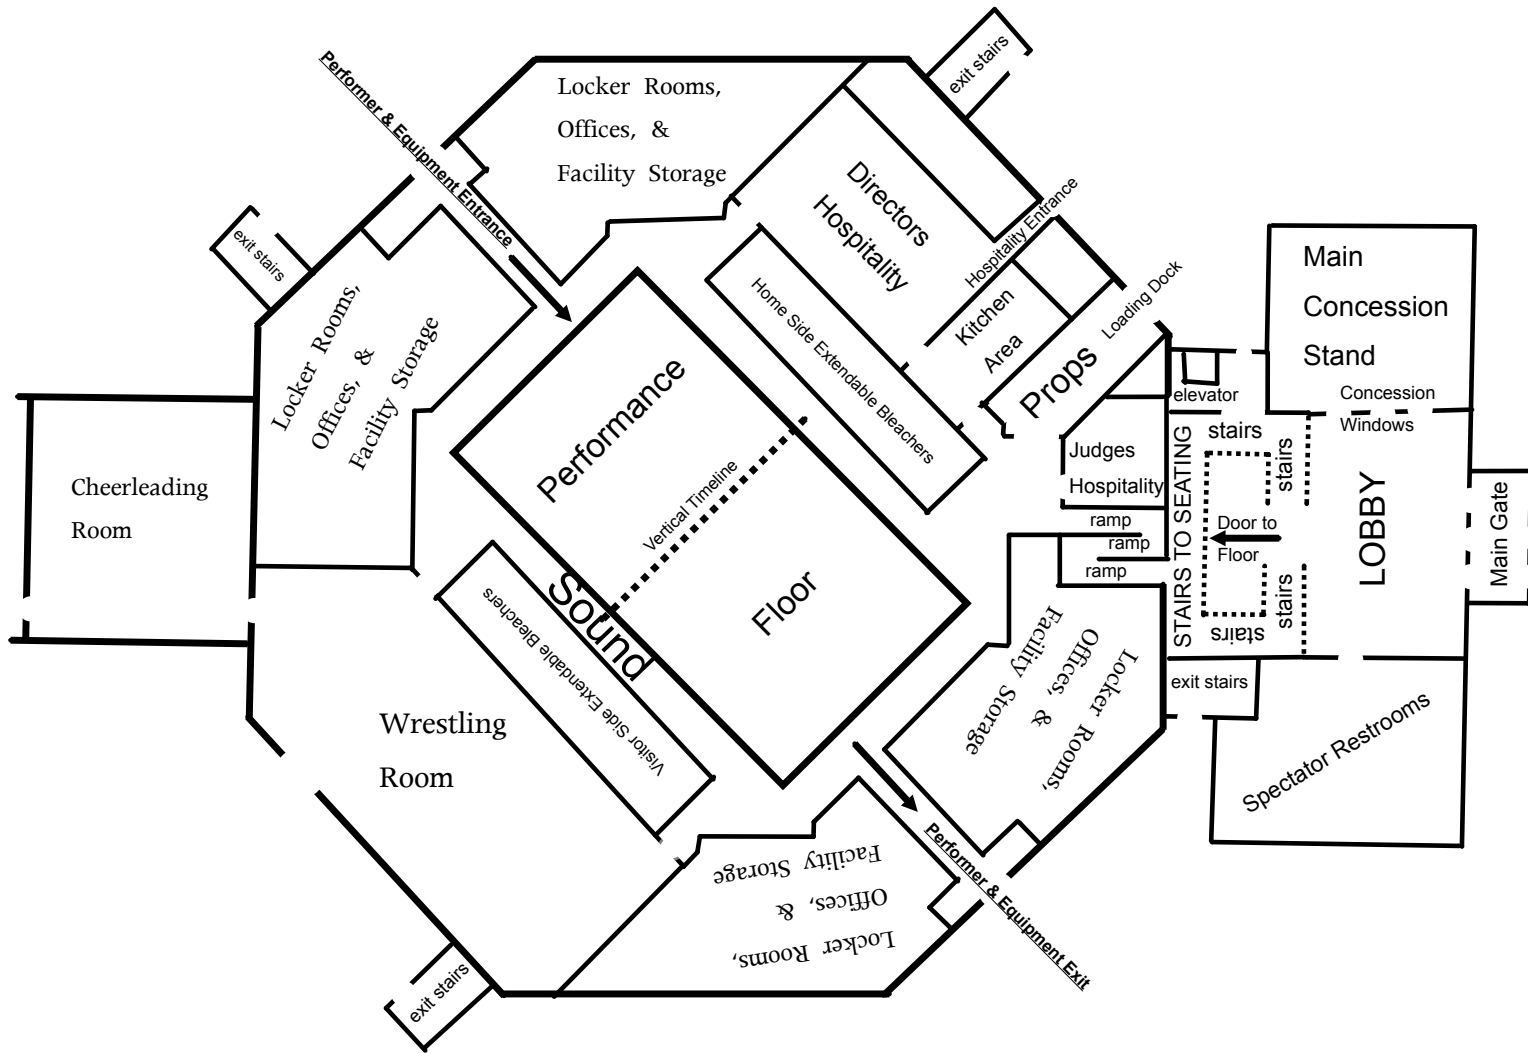 Performer & Equipment Entrance
Locker Rooms,
Offices, &
Facility Storage
exit stairs
exit stairs
Locker Rooms,
Offices, &
Facility Storage
Directors
Hospitality
Hospitality Entrance
Home Side Extendable Bleachers
Kitchen
Area
Props
Loading Dock
Main
Concession
Stand
Concession
Windows
elevator
stairs
stairs
Judges
Hospitality
STAIRS TO SEATING
ramp
ramp
ramp
Door to
Floor
LOBBY
Main Gate
stairs
stairs
exit stairs
Spectator Restrooms
Performance
Floor
Vertical Timeline
Sound
Visitor Side Extendable Bleachers
Cheerleading
Room
Wrestling
Room
Locker Rooms,
Offices, &
Facility Storage
Locker Rooms,
Offices, &
Facility Storage
Performer & Equipment Exit
exit stairs